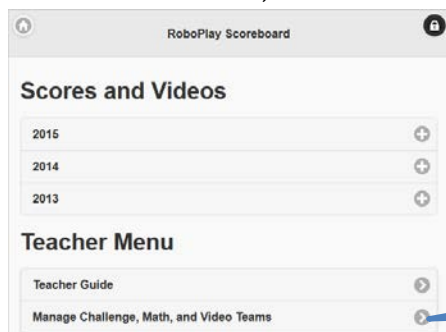 RoboPlay Scoreboard
Scores and Videos
2015
2014
2013
Teacher Menu
Teacher Guide
Manage Challenge, Math, and Video Teams